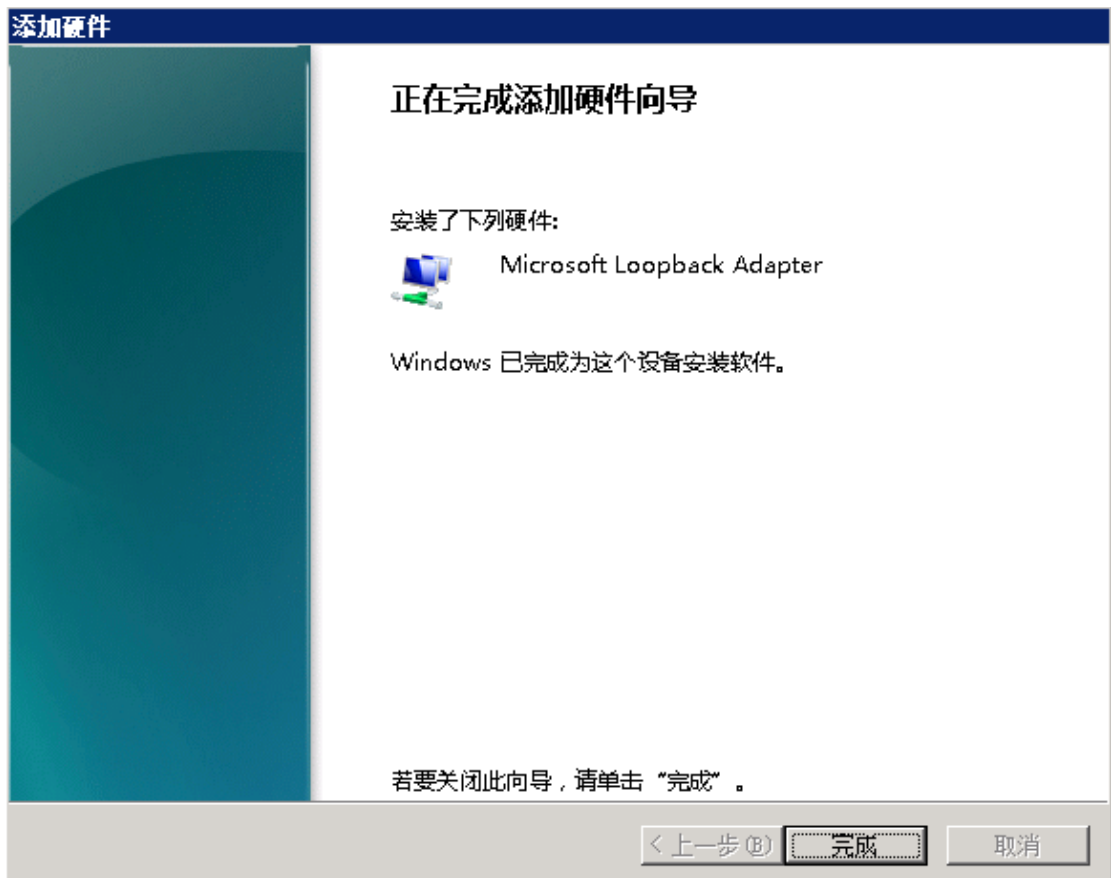 添加硬件
正在完成添加硬件向导
安装了下列硬件:
Microsoft Loopback Adapter
Windows 已完成为这个设备安装软件。
若要关闭此向导，请单击“完成”。
< 上一步(B)
完成
取消